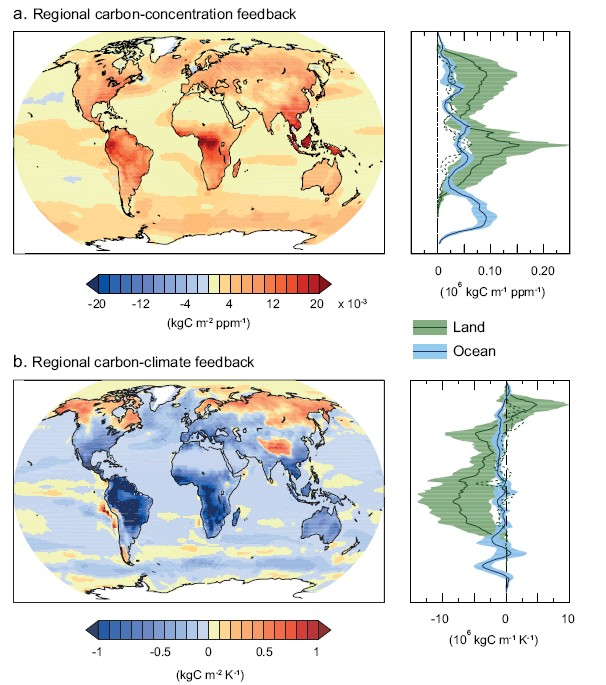 a. Regional carbon-concentration feedback
-20 -12 -4 4 12 20 x 10⁻³
(kgC m⁻² ppm⁻¹)
0 0.10 0.20
(10⁶ kgC m⁻¹ ppm⁻¹)
Land
Ocean
b. Regional carbon-climate feedback
-1 -0.5 0 0.5 1
(kgC m⁻² K⁻¹)
-10 0 10
(10⁶ kgC m⁻¹ K⁻¹)